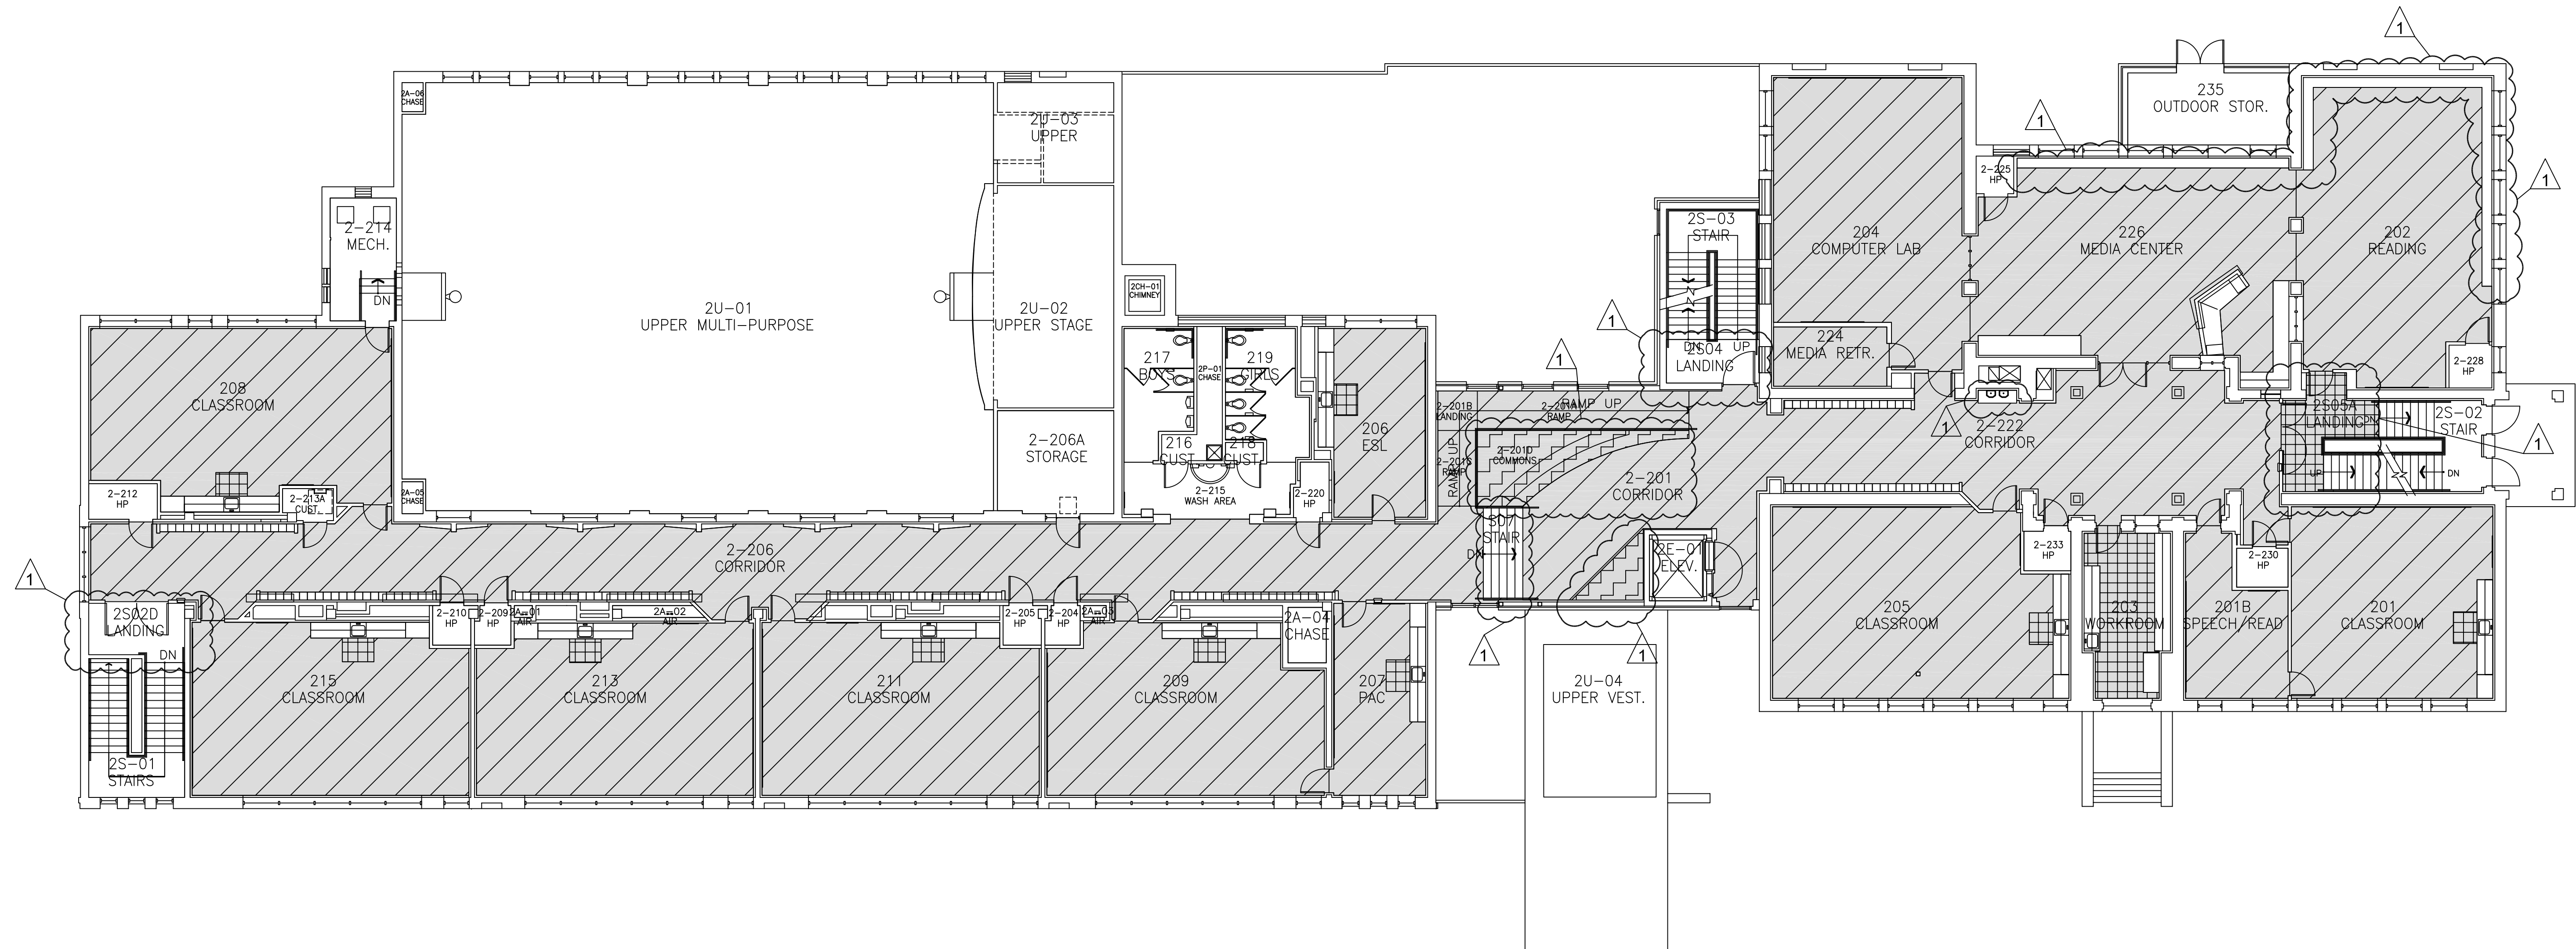 1
1
235
OUTDOOR STOR.
2A-06
CHASE
2U-03
UPPER
1
2-225
HP
1
2-214
MECH.
DN
2S-03
STAIR
204
COMPUTER LAB
226
MEDIA CENTER
202
READING
2U-01
UPPER MULTI-PURPOSE
2U-02
UPPER STAGE
2CH-01
CHIMNEY
1
DN
UP
2S04
LANDING
224
MEDIA RETR.
217
BOYS
2P-01
CHASE
219
GIRLS
1
2-228
HP
208
CLASSROOM
206
ESL
2-201B
LANDING
2-201A
RAMP
RAMP UP
1
2-222
CORRIDOR
2S05A
LANDING
DN
2S-02
STAIR
1
2-206A
STORAGE
216
CUST.
218
CUST.
2-201C
RAMP
RAMP UP
2-201D
COMMONS
2-201
CORRIDOR
UP
DN
2-212
HP
2-213A
CUST.
2A-05
CHASE
2-215
WASH AREA
2-220
HP
S07
STAIR
DN
2E-01
ELEV.
2-233
HP
2-230
HP
2-206
CORRIDOR
1
2S02D
LANDING
DN
2-210
HP
2-209
HP
2A-01
AIR
2A-02
AIR
2-205
HP
2-204
HP
2A-03
AIR
2A-04
CHASE
205
CLASSROOM
203
WORKROOM
201B
SPEECH/READ
201
CLASSROOM
1
1
215
CLASSROOM
213
CLASSROOM
211
CLASSROOM
209
CLASSROOM
207
PAC
2U-04
UPPER VEST.
2S-01
STAIRS